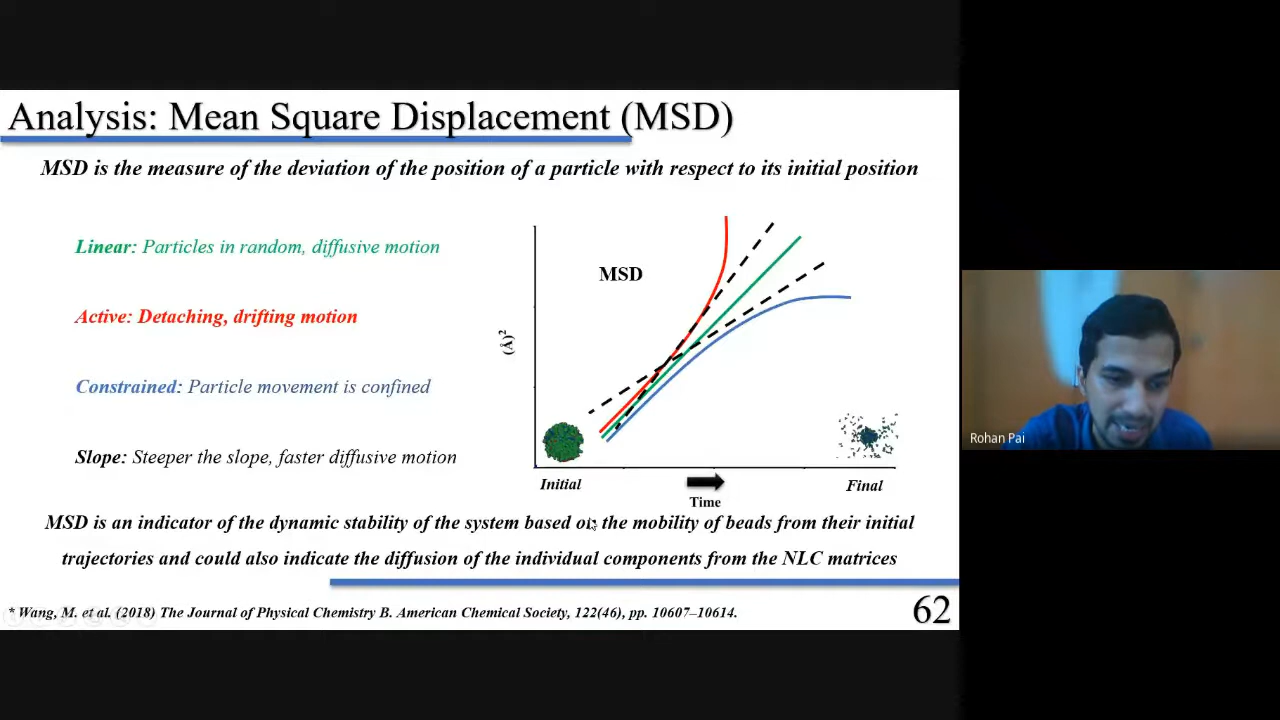 Analysis: Mean Square Displacement (MSD)
MSD is the measure of the deviation of the position of a particle with respect to its initial position
Linear: Particles in random, diffusive motion
Active: Detaching, drifting motion
Constrained: Particle movement is confined
Slope: Steeper the slope, faster diffusive motion
MSD
(Å)²
Initial
Time
Final
MSD is an indicator of the dynamic stability of the system based on the mobility of beads from their initial
trajectories and could also indicate the diffusion of the individual components from the NLC matrices
* Wang, M. et al. (2018) The Journal of Physical Chemistry B. American Chemical Society, 122(46), pp. 10607–10614.
62
Rohan Pai